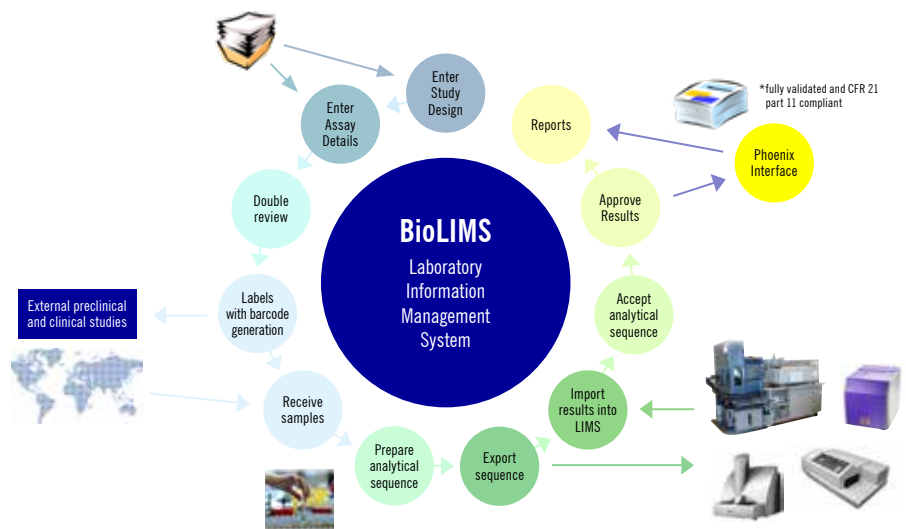 Enter
Study
Design
Enter
Assay
Details
Double
review
Labels
with barcode
generation
External preclinical
and clinical studies
Receive
samples
Prepare
analytical
sequence
Export
sequence
Import
results into
LIMS
Accept
analytical
sequence
Approve
Results
Reports
Phoenix
Interface
*fully validated and CFR 21
part 11 compliant
BioLIMS
Laboratory
Information
Management
System